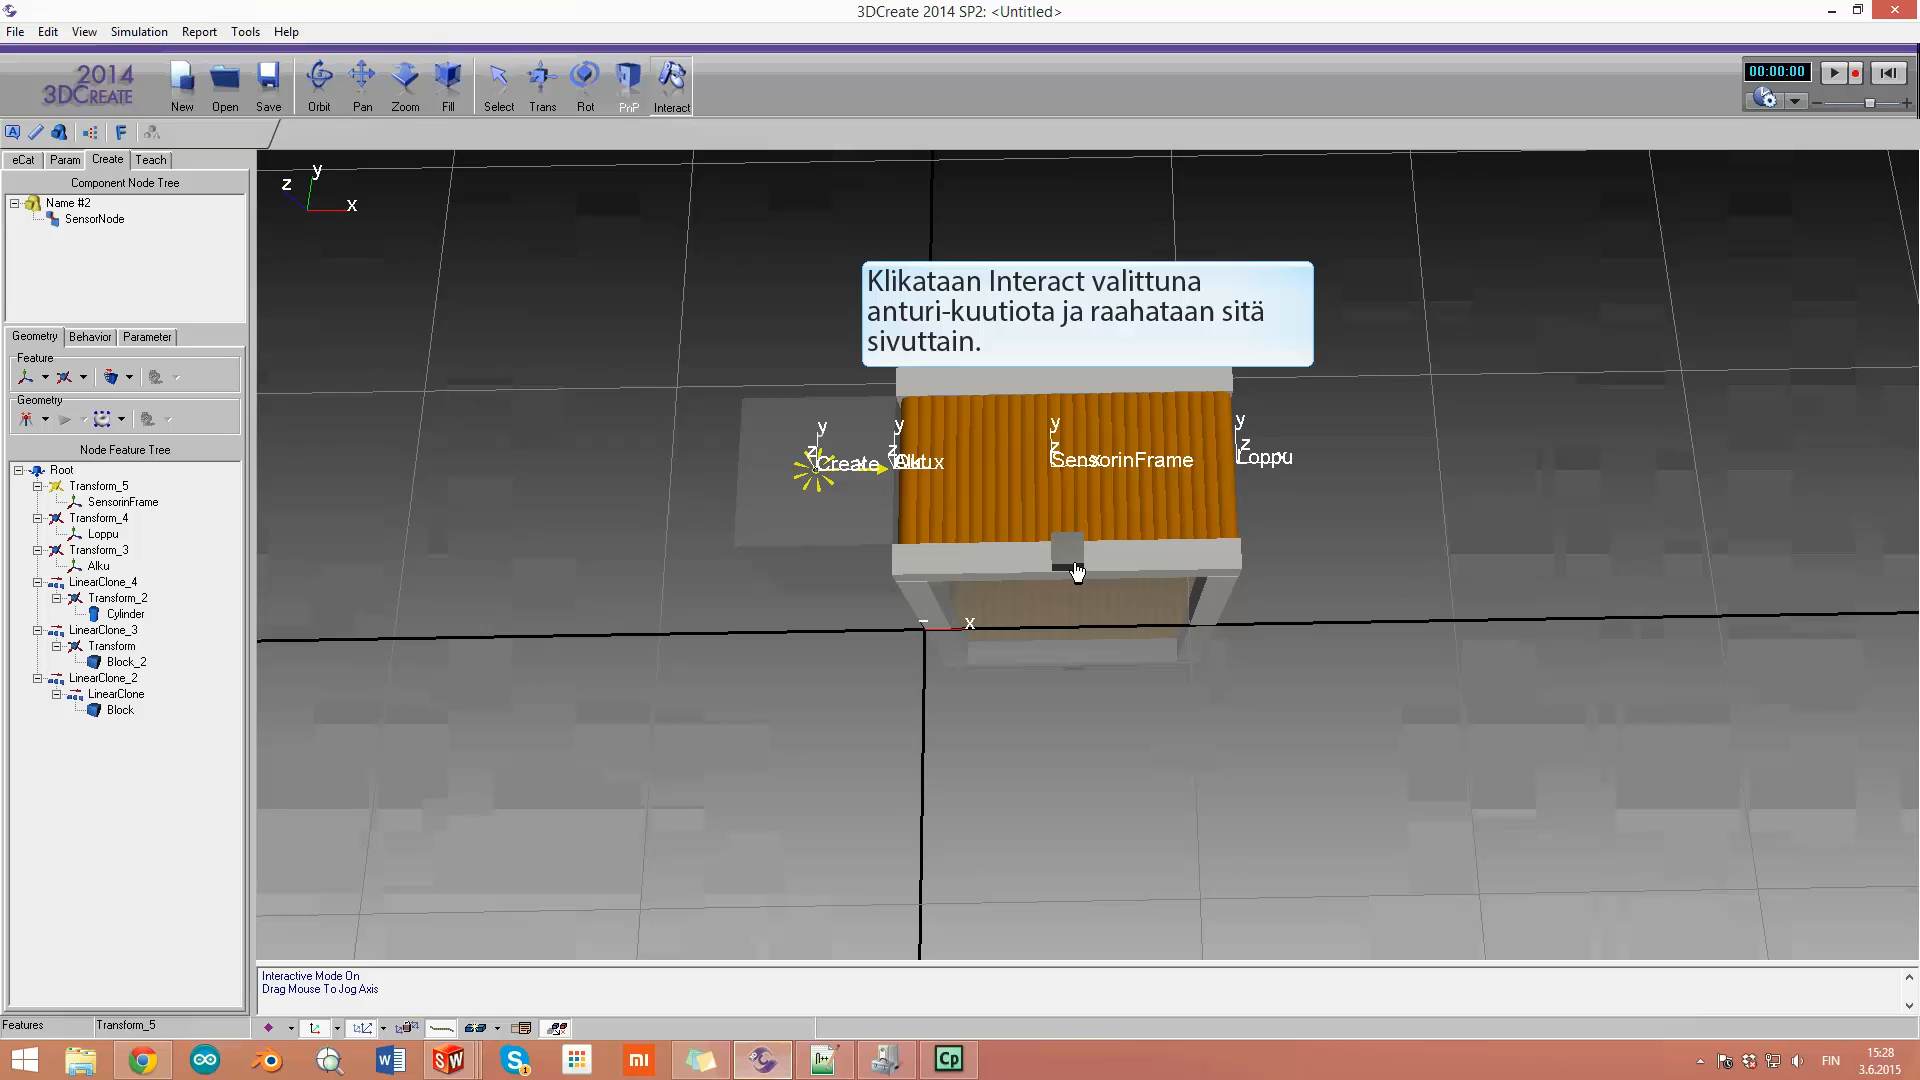 3DCreate 2014 SP2: <Untitled>
File Edit View Simulation Report Tools Help
2014
3DCREATE
New Open Save Orbit Pan Zoom Fill Select Trans Rot PnP Interact
00:00:00
eCat Param Create Teach
Component Node Tree
Name #2
SensorNode
Geometry Behavior Parameter
Feature
Geometry
Node Feature Tree
Root
Transform_5
SensorinFrame
Transform_4
Loppu
Transform_3
Alku
LinearClone_4
Transform_2
Cylinder
LinearClone_3
Transform
Block_2
LinearClone_2
LinearClone
Block
Features Transform_5
z y x
Klikataan Interact valittuna
anturi-kuutiota ja raahataan sitä
sivuttain.
y y y y
z z z z
Create Alku x SensorinFrame Loppu
x
Interactive Mode On
Drag Mouse To Jog Axis
FIN
15:28
3.6.2015